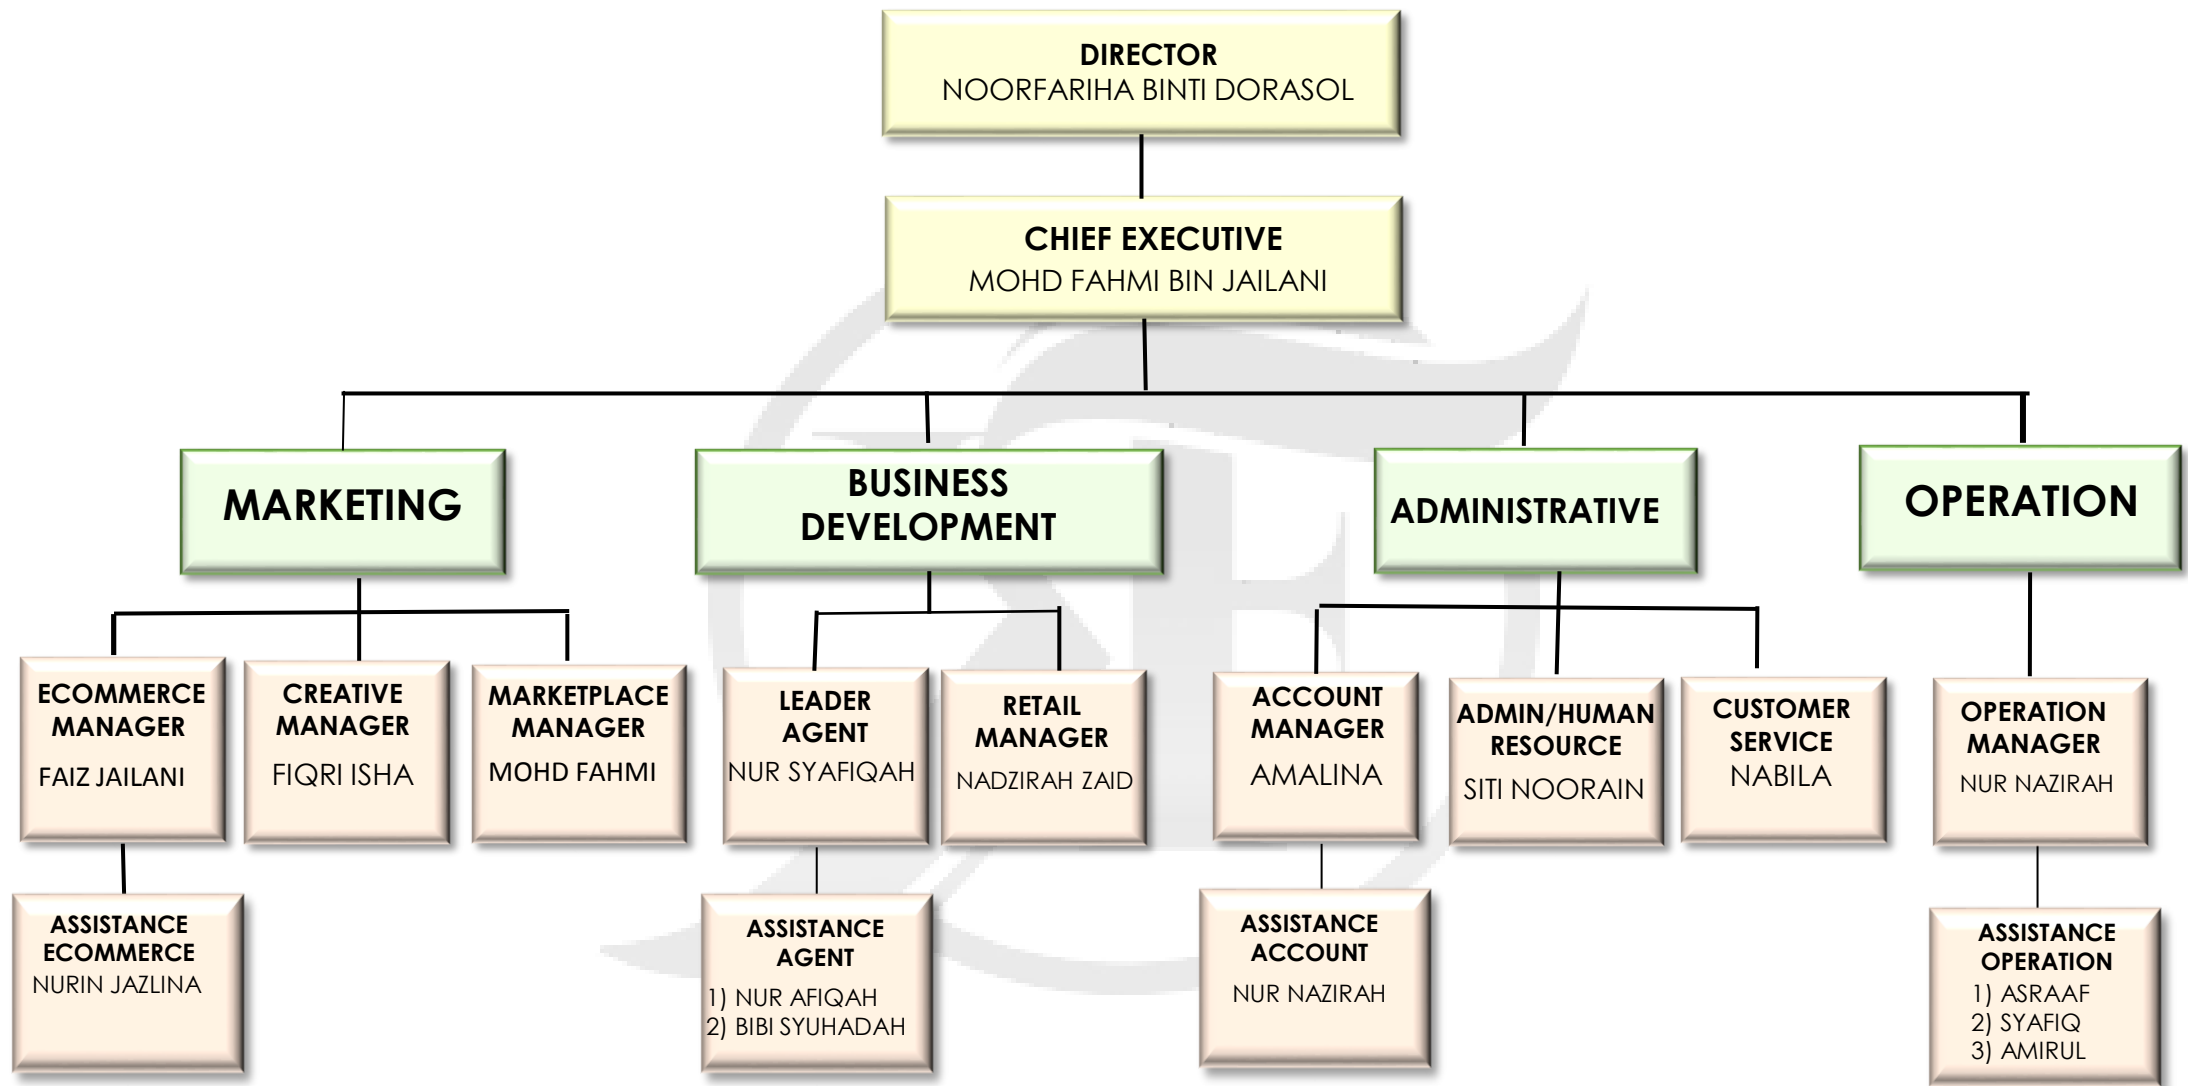 DIRECTOR
NOORFARIHA BINTI DORASOL
CHIEF EXECUTIVE
MOHD FAHMI BIN JAILANI
MARKETING
BUSINESS
DEVELOPMENT
ADMINISTRATIVE
OPERATION
ECOMMERCE
MANAGER
FAIZ JAILANI
CREATIVE
MANAGER
FIQRI ISHA
MARKETPLACE
MANAGER
MOHD FAHMI
LEADER
AGENT
NUR SYAFIQAH
RETAIL
MANAGER
NADZIRAH ZAID
ACCOUNT
MANAGER
AMALINA
ADMIN/HUMAN
RESOURCE
SITI NOORAIN
CUSTOMER
SERVICE
NABILA
OPERATION
MANAGER
NUR NAZIRAH
ASSISTANCE
ECOMMERCE
NURIN JAZLINA
ASSISTANCE
AGENT
1) NUR AFIQAH
2) BIBI SYUHADAH
ASSISTANCE
ACCOUNT
NUR NAZIRAH
ASSISTANCE
OPERATION
1) ASRAAF
2) SYAFIQ
3) AMIRUL